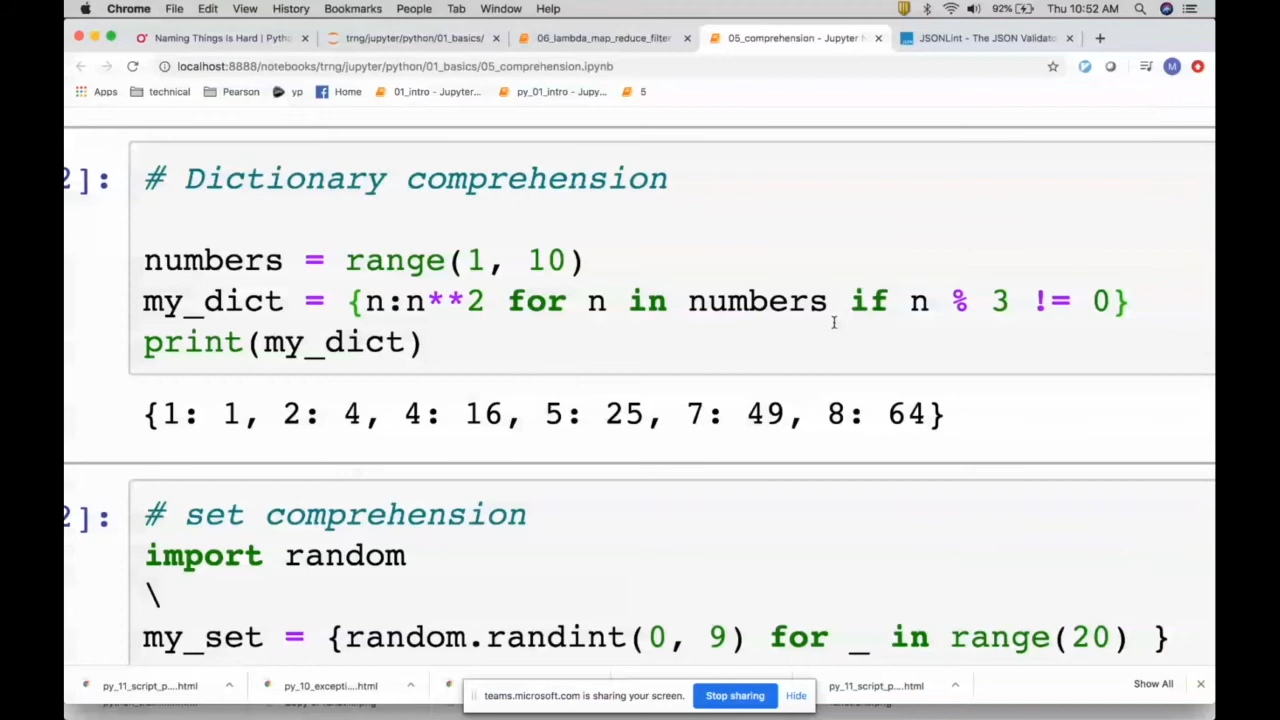 Chrome File Edit View History Bookmarks People Tab Window Help 92% Thu 10:52 AM
Naming Things Is Hard | Pytho × trng/jupyter/python/01_basics/ × 06_lambda_map_reduce_filter × 05_comprehension - Jupyter × JSONLint - The JSON Validato × +
localhost:8888/notebooks/trng/jupyter/python/01_basics/05_comprehension.ipynb M
Apps technical Pearson yp Home 01_intro - Jupyter... py_01_intro - Jupy... 5
2]: # Dictionary comprehension
numbers = range(1, 10)
my_dict = {n:n**2 for n in numbers if n % 3 != 0}
print(my_dict)
{1: 1, 2: 4, 4: 16, 5: 25, 7: 49, 8: 64}
2]: # set comprehension
import random
\
my_set = {random.randint(0, 9) for _ in range(20) }
py_11_script_p....html py_10_excepti....html teams.microsoft.com is sharing your screen. Stop sharing Hide py_11_script_p....html Show All